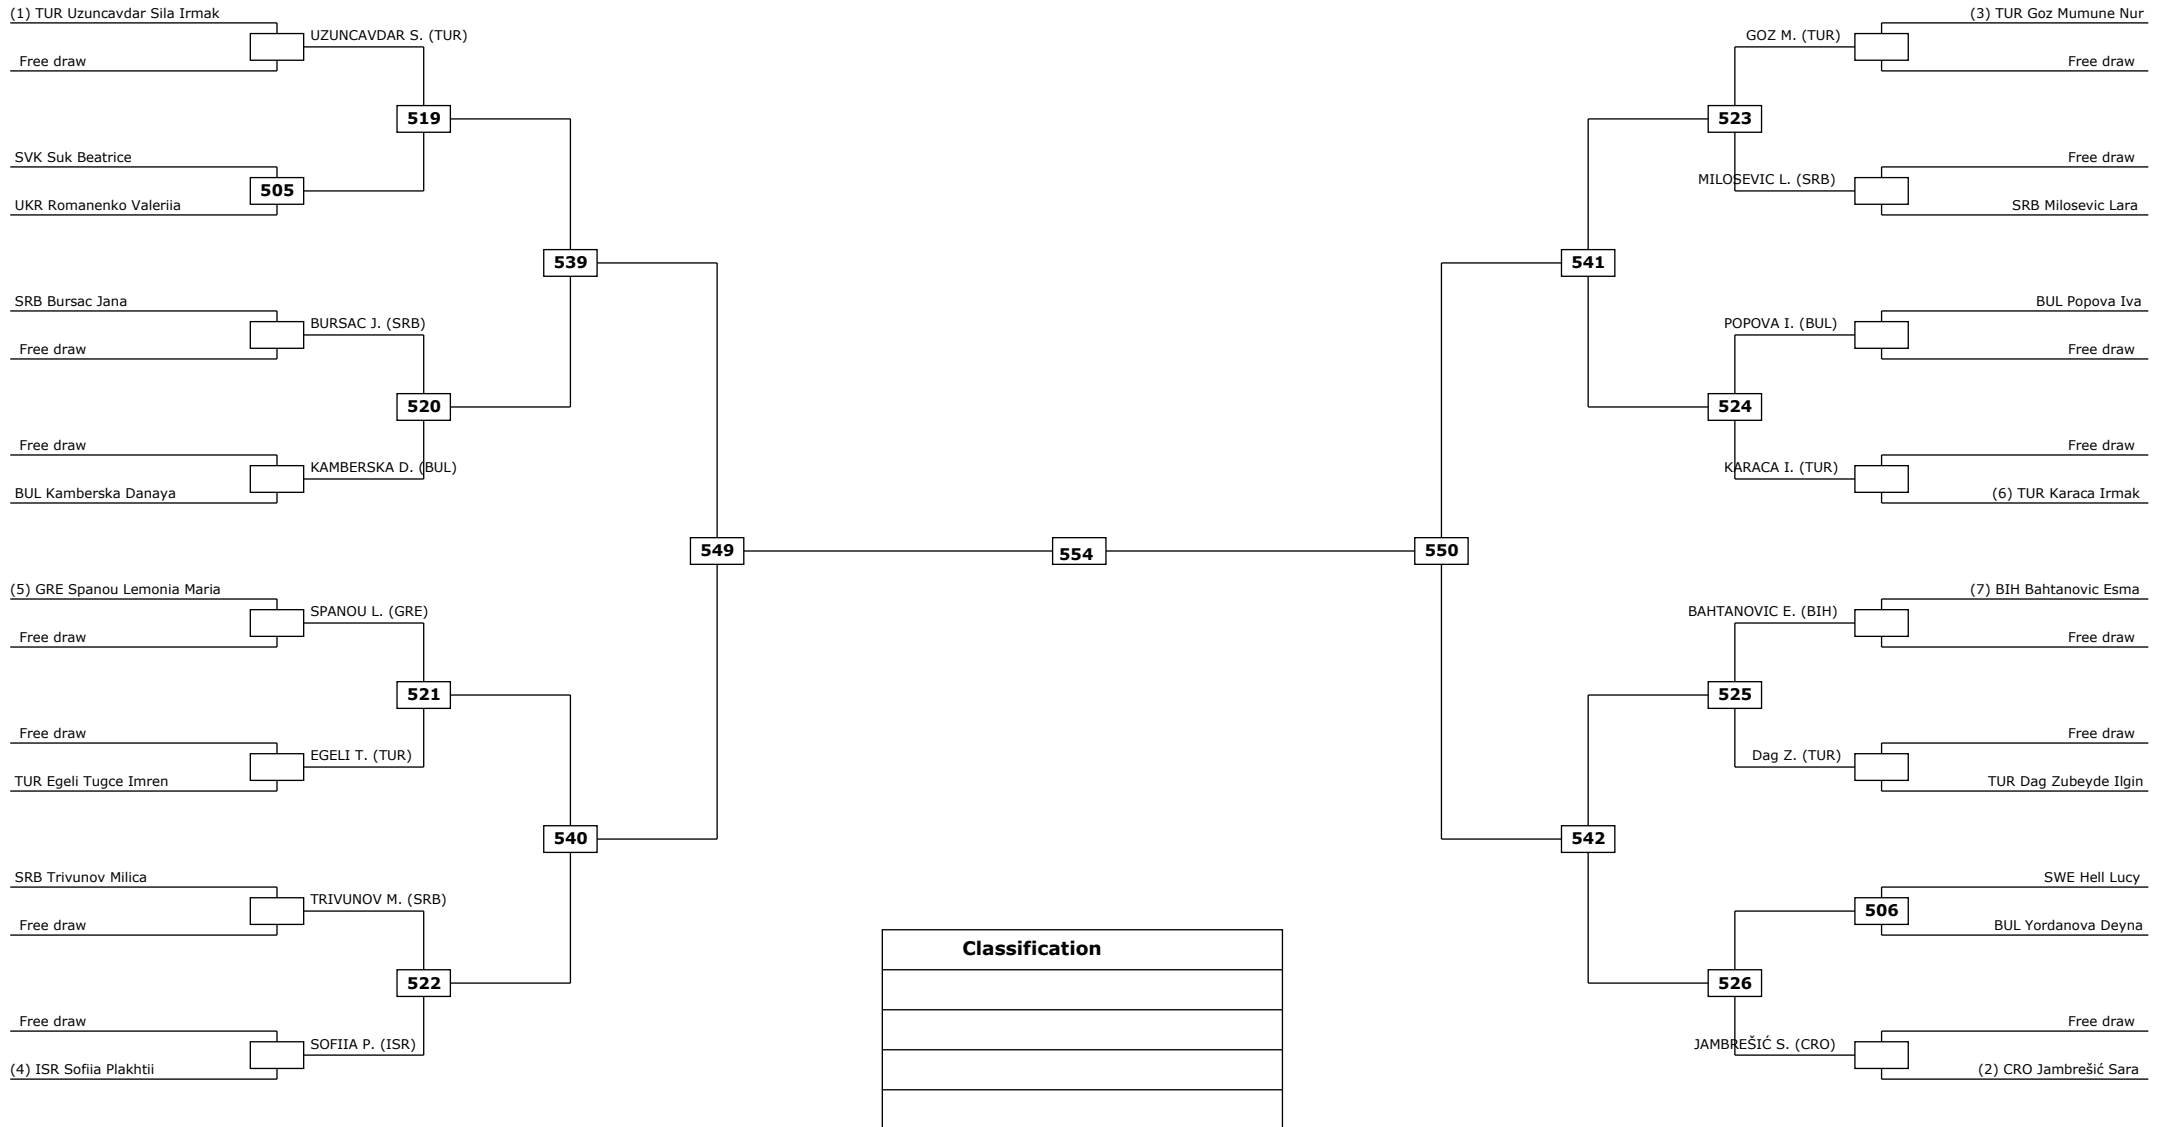 (1) TUR Uzuncavdar Sila Irmak
UZUNCAVDAR S. (TUR)
Free draw
519
SVK Suk Beatrice
505
UKR Romanenko Valeriia
539
SRB Bursac Jana
BURSAC J. (SRB)
Free draw
520
Free draw
KAMBERSKA D. (BUL)
BUL Kamberska Danaya
549
(5) GRE Spanou Lemonia Maria
SPANOU L. (GRE)
Free draw
521
Free draw
EGELI T. (TUR)
TUR Egeli Tugce Imren
540
SRB Trivunov Milica
TRIVUNOV M. (SRB)
Free draw
522
Free draw
SOFIIA P. (ISR)
(4) ISR Sofiia Plakhtii
554
(3) TUR Goz Mumune Nur
GOZ M. (TUR)
Free draw
523
Free draw
MILOSEVIC L. (SRB)
SRB Milosevic Lara
541
BUL Popova Iva
POPOVA I. (BUL)
Free draw
524
Free draw
KARACA I. (TUR)
(6) TUR Karaca Irmak
550
(7) BIH Bahtanovic Esma
BAHTANOVIC E. (BIH)
Free draw
525
Free draw
Dag Z. (TUR)
TUR Dag Zubeyde Ilgin
542
SWE Hell Lucy
506
BUL Yordanova Deyna
526
Free draw
JAMBREŠIĆ S. (CRO)
(2) CRO Jambrešić Sara
Classification